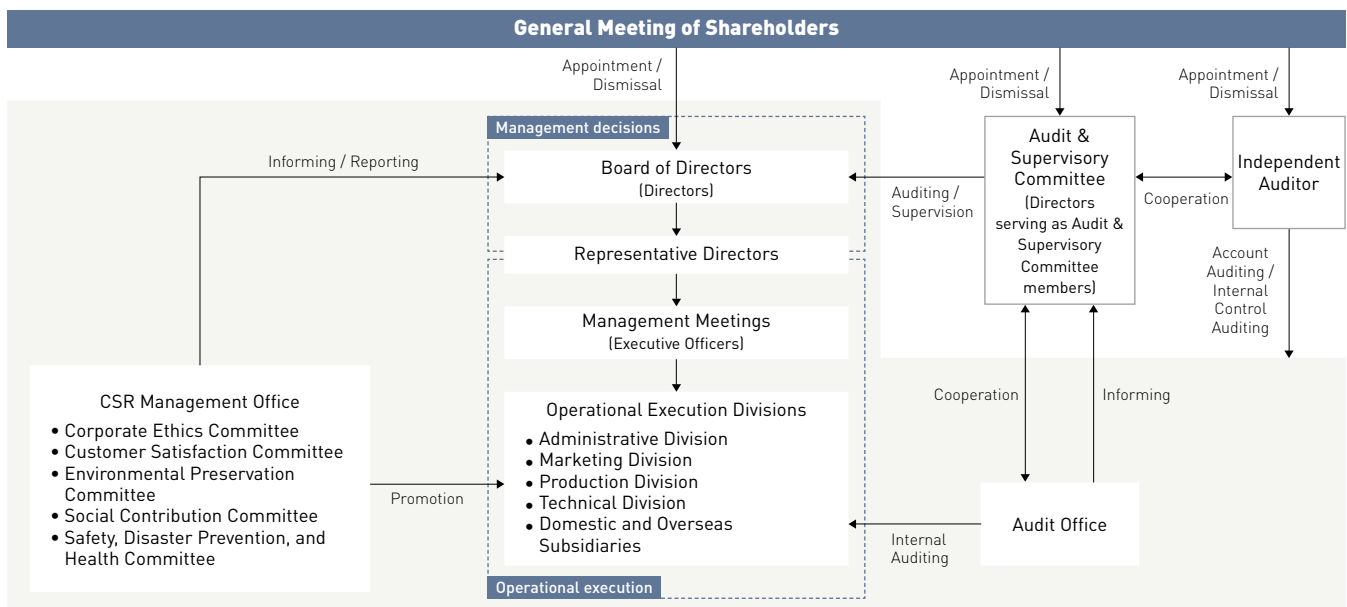 General Meeting of Shareholders
Appointment /
Dismissal
Appointment /
Dismissal
Appointment /
Dismissal
Management decisions
Board of Directors
(Directors)
Informing / Reporting
Auditing /
Supervision
Audit &
Supervisory
Committee
(Directors
serving as Audit &
Supervisory
Committee
members)
Cooperation
Independent
Auditor
Representative Directors
Account
Auditing /
Internal
Control
Auditing
Management Meetings
(Executive Officers)
CSR Management Office
• Corporate Ethics Committee
• Customer Satisfaction Committee
• Environmental Preservation
Committee
• Social Contribution Committee
• Safety, Disaster Prevention, and
Health Committee
Promotion
Operational Execution Divisions
• Administrative Division
• Marketing Division
• Production Division
• Technical Division
• Domestic and Overseas
Subsidiaries
Cooperation
Informing
Internal
Auditing
Audit Office
Operational execution